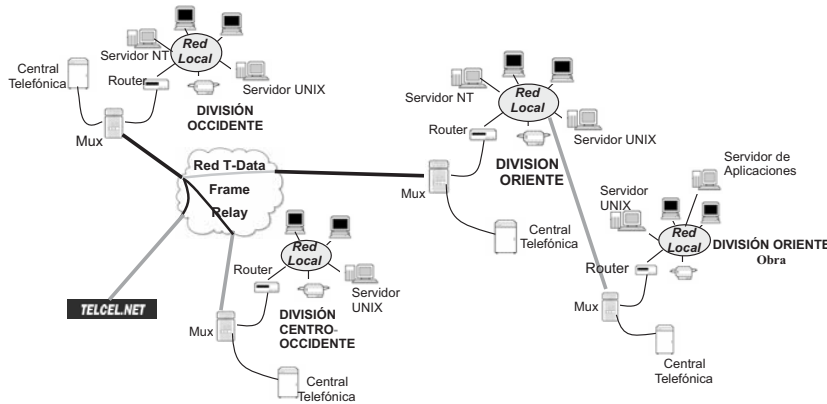 Red
Local
Servidor NT
Central
Telefónica
Router
Servidor UNIX
DIVISIÓN
OCCIDENTE
Mux
Red
Local
Servidor NT
Router
Servidor UNIX
DIVISION
ORIENTE
Mux
Central
Telefónica
Red T-Data
Frame
Relay
TELCEL.NET
Red
Local
Router
Servidor
UNIX
DIVISIÓN
CENTRO-
OCCIDENTE
Mux
Central
Telefónica
Servidor de
Aplicaciones
Servidor
UNIX
Red
Local
DIVISIÓN ORIENTE
Obra
Router
Mux
Central
Telefónica